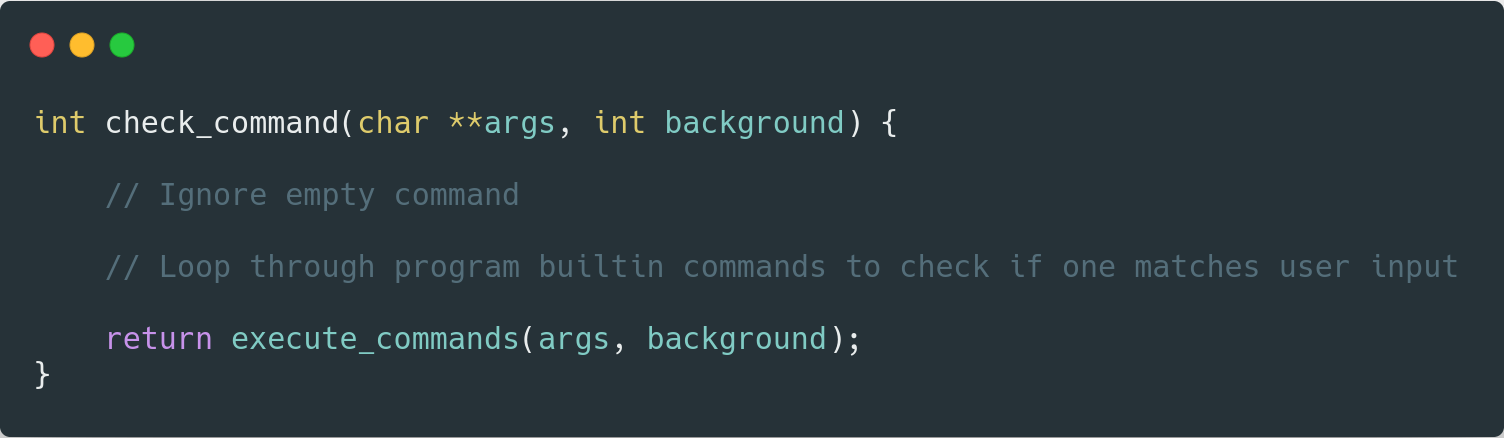 int check_command(char **args, int background) {
    // Ignore empty command
    // Loop through program builtin commands to check if one matches user input
    return execute_commands(args, background);
}